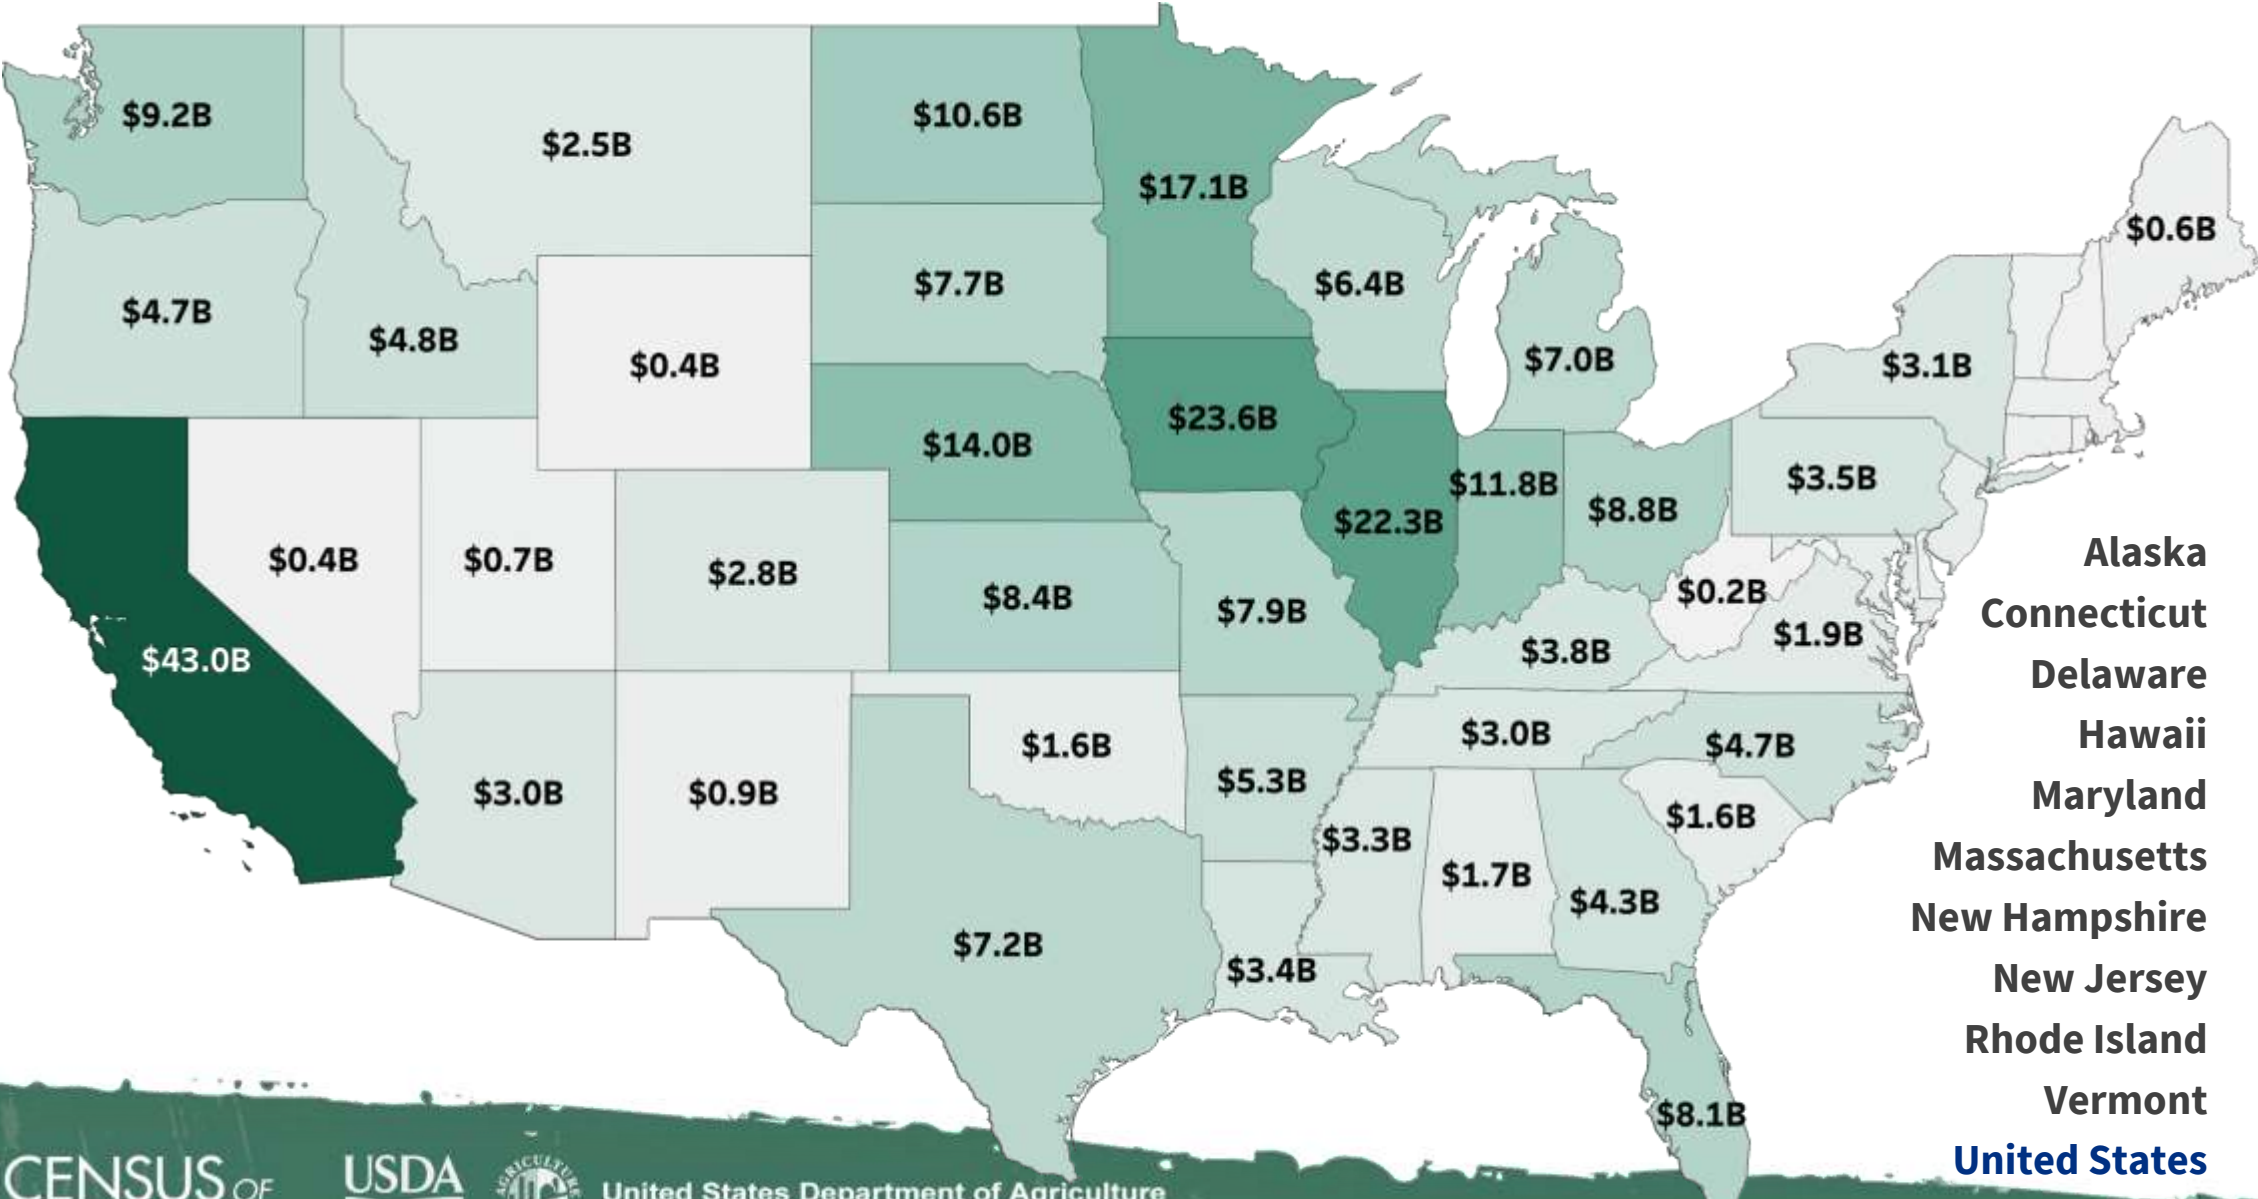 $9.2B
$2.5B
$10.6B
$17.1B
$0.6B
$4.7B
$4.8B
$0.4B
$7.7B
$6.4B
$7.0B
$3.1B
$14.0B
$23.6B
$22.3B
$11.8B
$8.8B
$3.5B
$43.0B
$0.4B
$0.7B
$2.8B
$8.4B
$7.9B
$3.8B
$0.2B
$1.9B
$3.0B
$0.9B
$1.6B
$5.3B
$3.0B
$4.7B
$7.2B
$3.4B
$3.3B
$1.7B
$4.3B
$1.6B
$8.1B
Alaska
Connecticut
Delaware
Hawaii
Maryland
Massachusetts
New Hampshire
New Jersey
Rhode Island
Vermont
United States
CENSUS OF
USDA
AGRICULTURE
United States Department of Agriculture